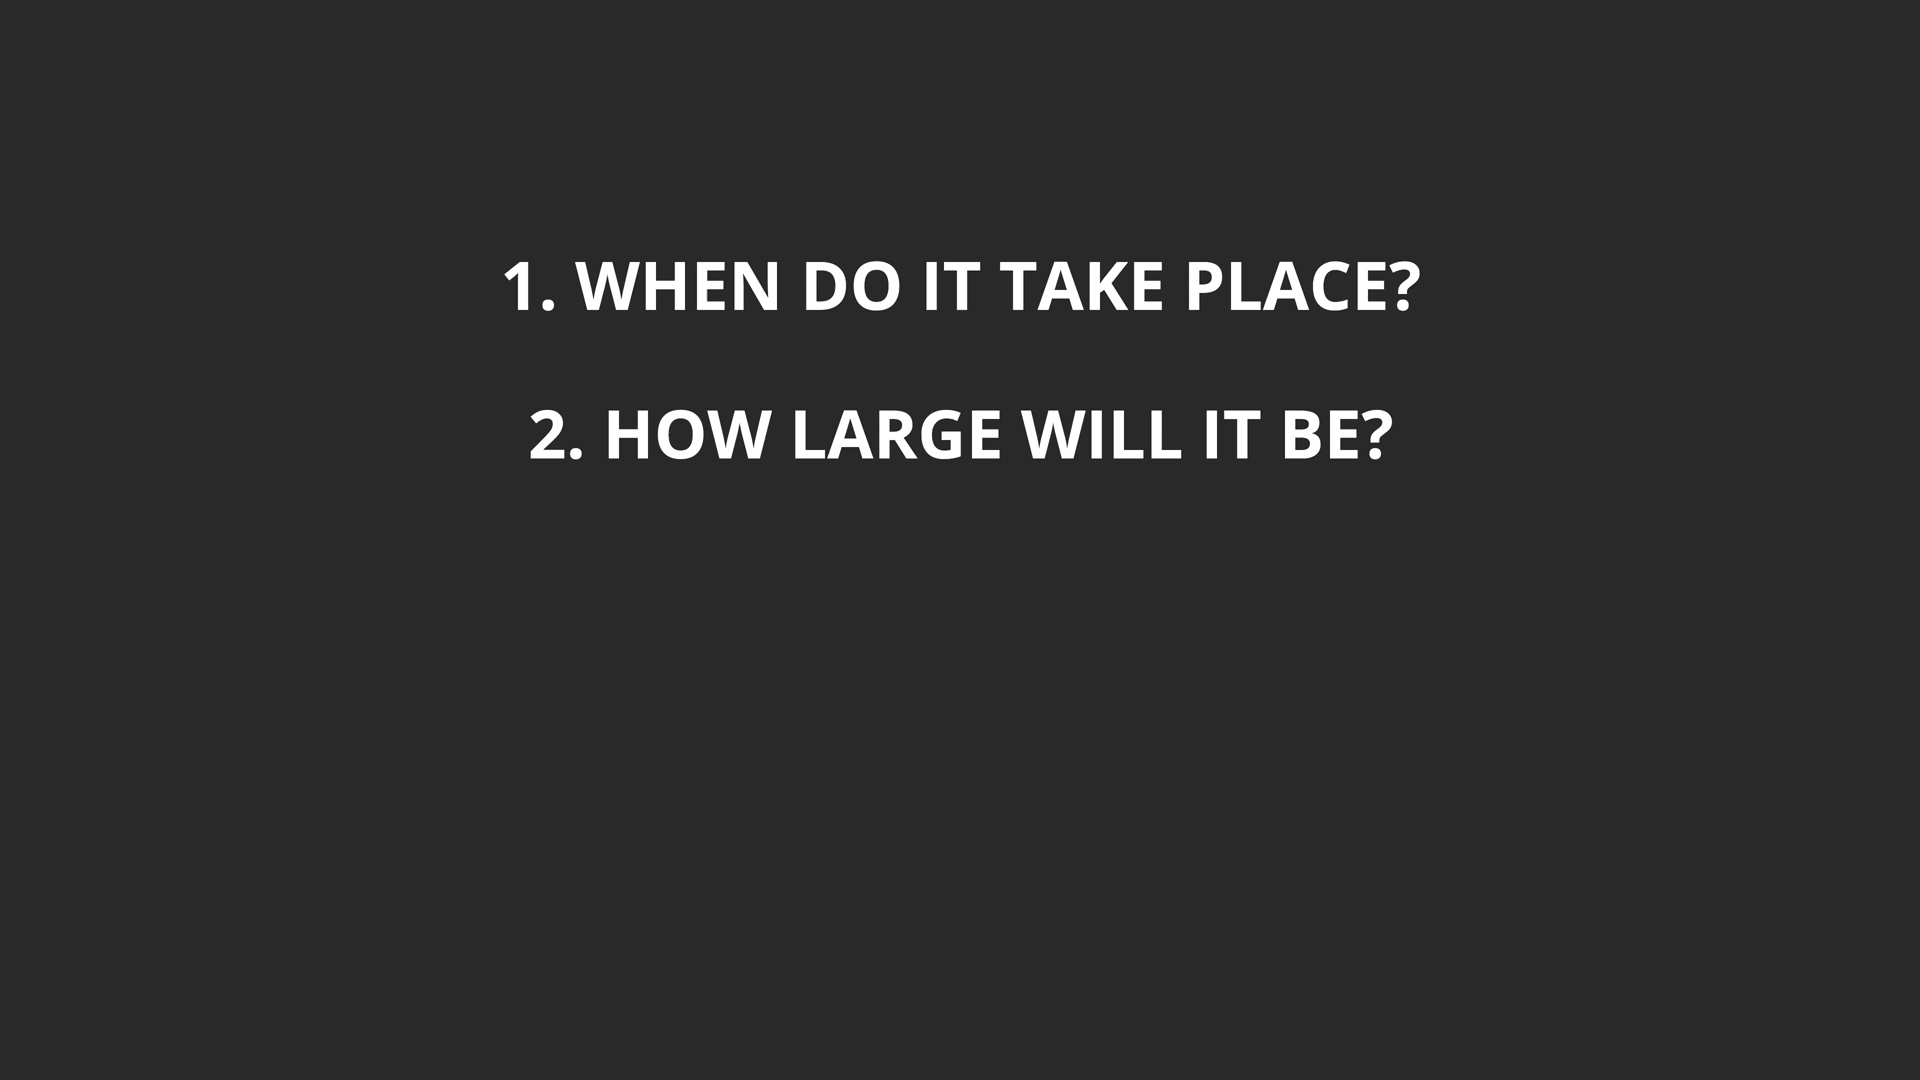 1. WHEN DO IT TAKE PLACE?
2. HOW LARGE WILL IT BE?